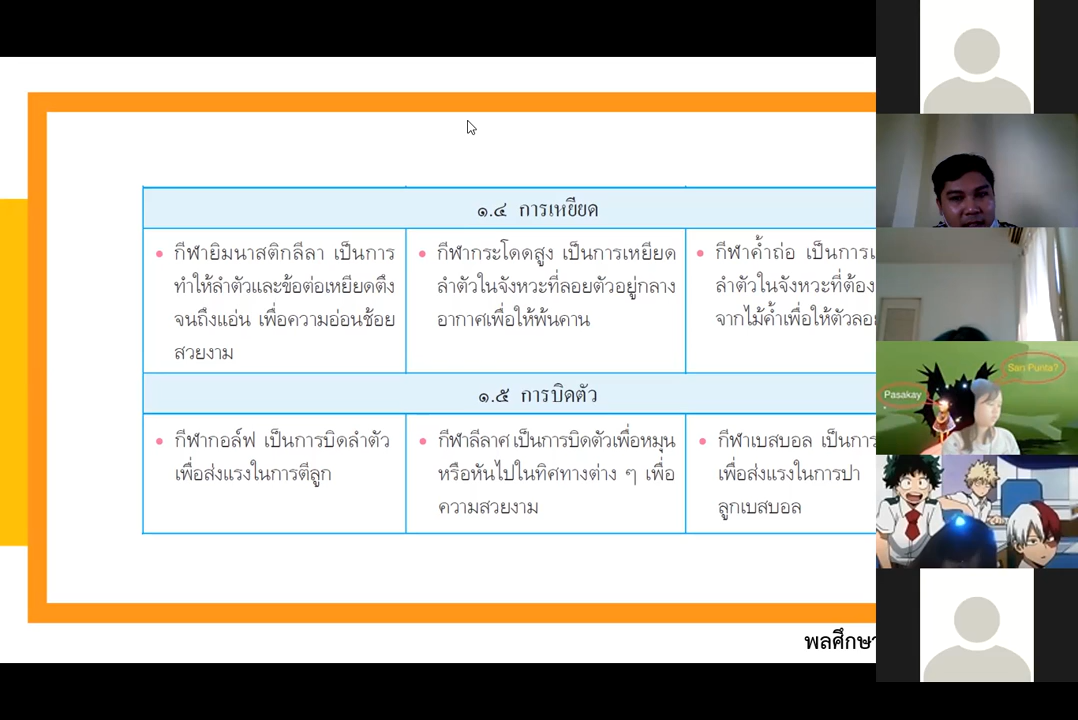 ๑.๔ การเหยียด
• กีฬายิมนาสติกลีลา เป็นการ
ทำให้ลำตัวและข้อต่อเหยียดตึง
จนถึงแอ่น เพื่อความอ่อนช้อย
สวยงาม
• กีฬากระโดดสูง เป็นการเหยียด
ลำตัวในจังหวะที่ลอยตัวอยู่กลาง
อากาศเพื่อให้พ้นคาน
• กีฬาค้ำถ่อ เป็นการเ
ลำตัวในจังหวะที่ต้อง
จากไม้ค้ำเพื่อให้ตัวลอย
๑.๕ การบิดตัว
• กีฬากอล์ฟ เป็นการบิดลำตัว
เพื่อส่งแรงในการตีลูก
• กีฬาลีลาศ เป็นการบิดตัวเพื่อหมุน
หรือหันไปในทิศทางต่าง ๆ เพื่อ
ความสวยงาม
• กีฬาเบสบอล เป็นการ
เพื่อส่งแรงในการปา
ลูกเบสบอล
พลศึกษา
San Punta?
Pasakay